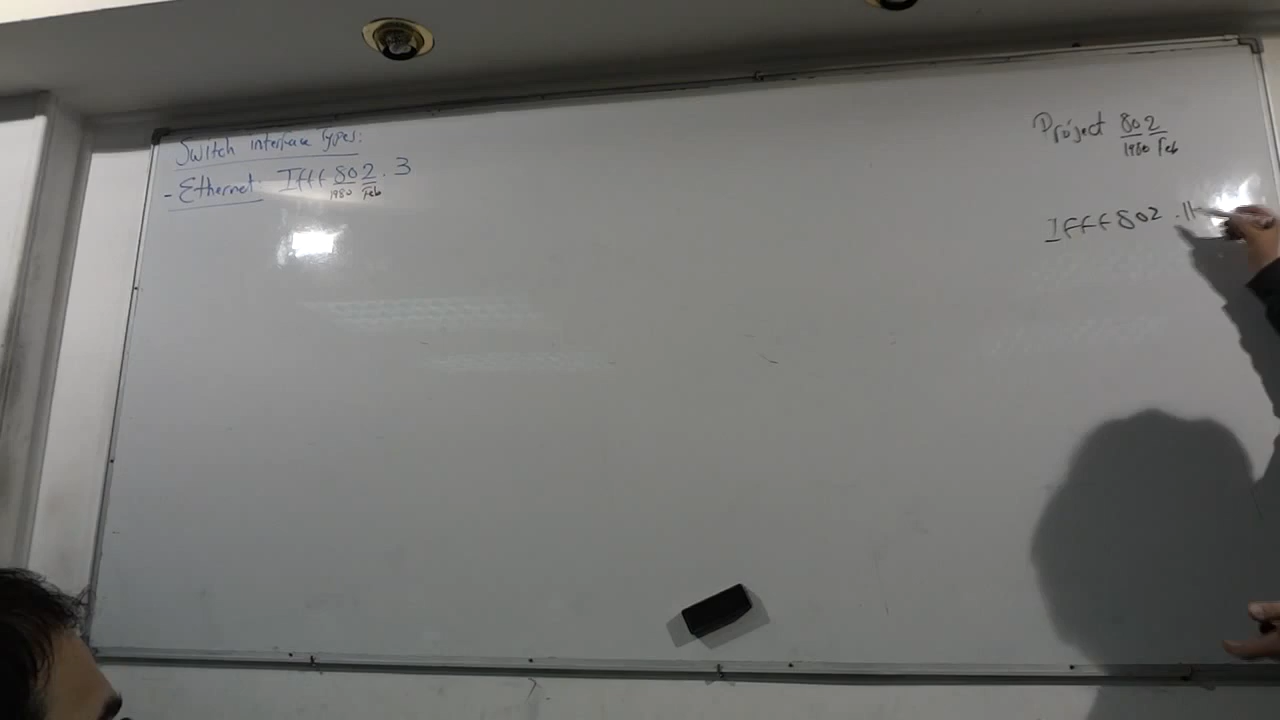 Switch interface Types:
- Ethernet: IEEE 802.3
1980 Feb
Project 802
1980 Feb
IEEE 802.11